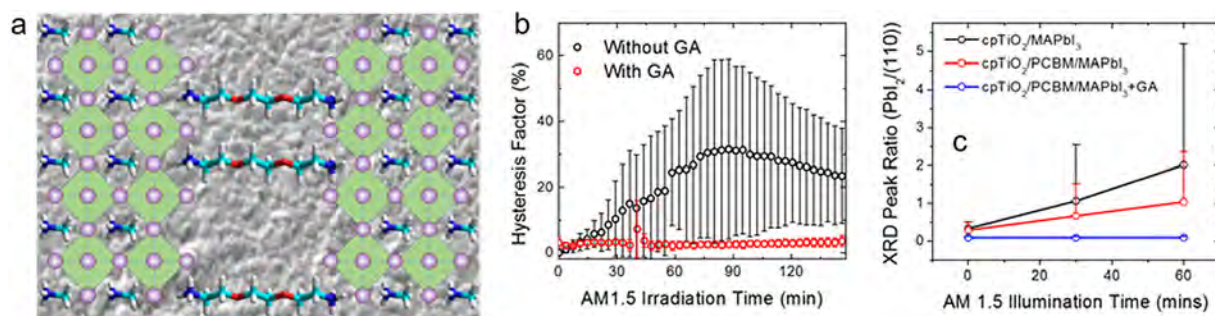 a
b
Without GA
With GA
Hysteresis Factor (%)
60
40
20
0
0 30 60 90 120
AM1.5 Irradiation Time (min)
c
cpTiO₂/MAPbI₃
cpTiO₂/PCBM/MAPbI₃
cpTiO₂/PCBM/MAPbI₃+GA
XRD Peak Ratio (PbI₂/(110)
5
4
3
2
1
0
0 20 40 60
AM 1.5 Illumination Time (mins)